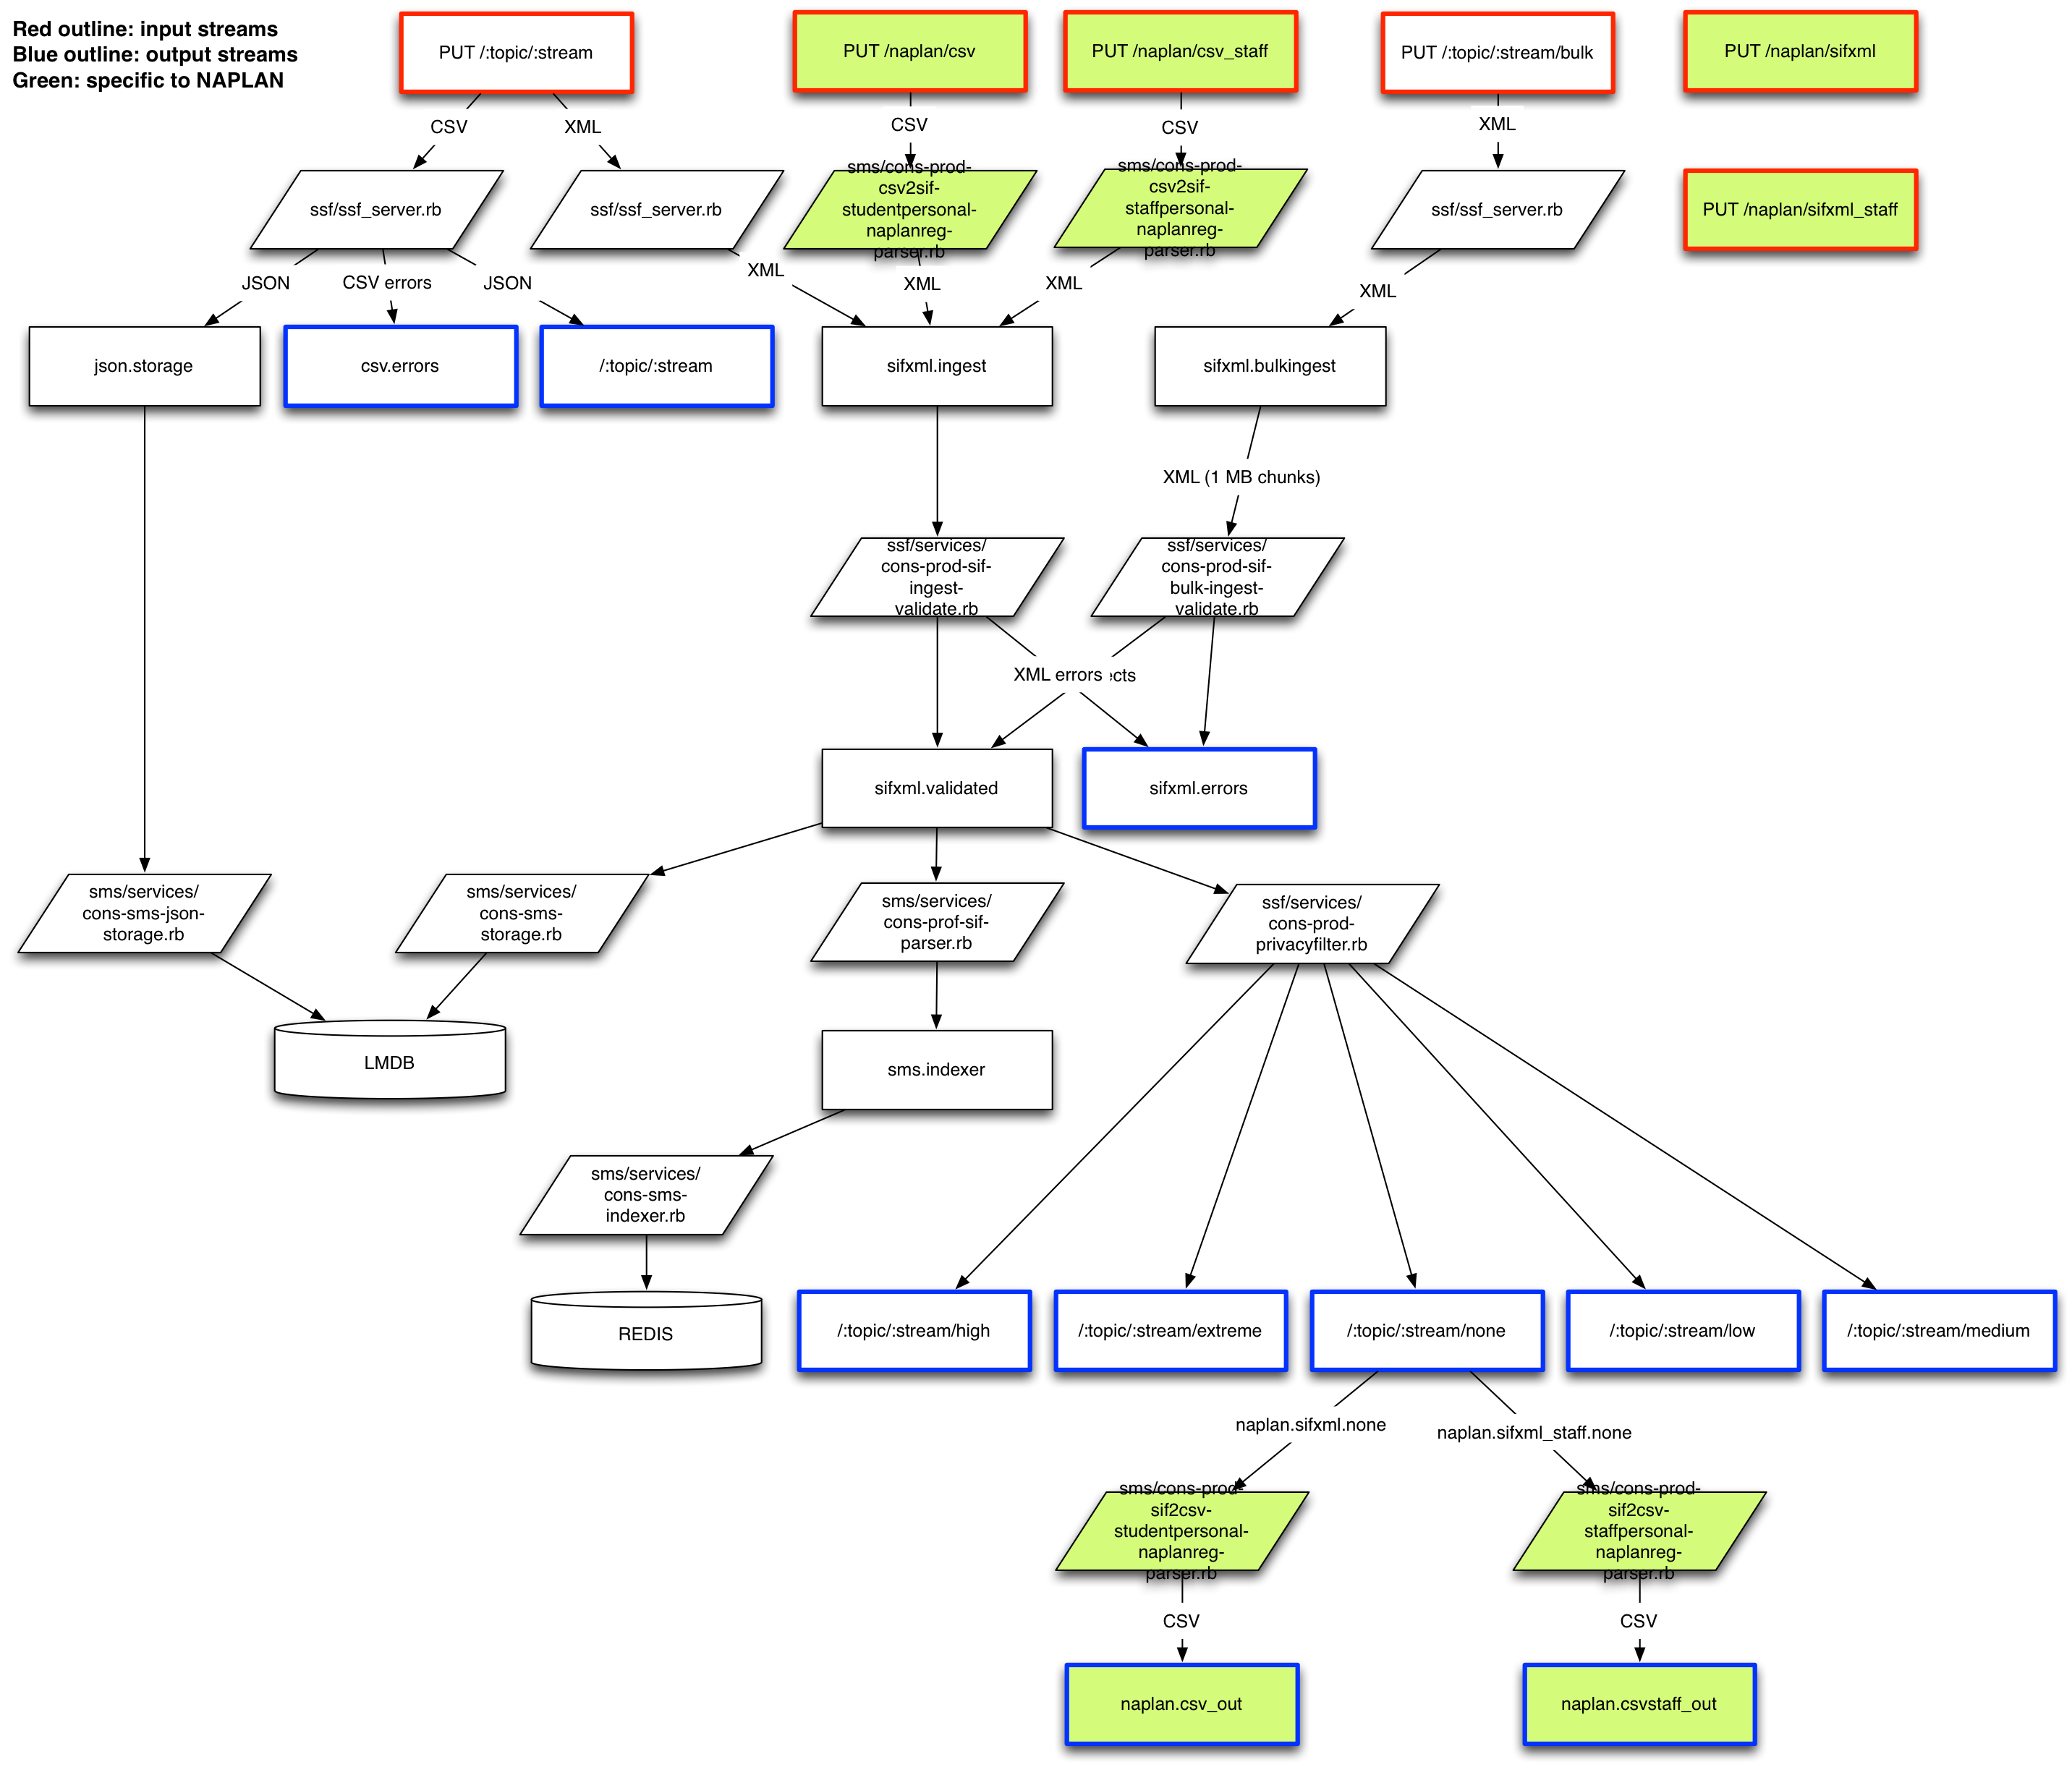 Red outline: input streams
Blue outline: output streams
Green: specific to NAPLAN
PUT /:topic/:stream
PUT /naplan/csv
PUT /naplan/csv_staff
PUT /:topic/:stream/bulk
PUT /naplan/sifxml
CSV
XML
CSV
CSV
XML
ssf/ssf_server.rb
ssf/ssf_server.rb
sms/cons-prod-
csv2sif-
studentpersonal-
naplanreg-
parser.rb
sms/cons-prod-
csv2sif-
staffpersonal-
naplanreg-
parser.rb
ssf/ssf_server.rb
PUT /naplan/sifxml_staff
JSON
CSV errors
JSON
XML
XML
XML
XML
json.storage
csv.errors
/:topic/:stream
sifxml.ingest
sifxml.bulkingest
XML (1 MB chunks)
ssf/services/
cons-prod-sif-
ingest-
validate.rb
ssf/services/
cons-prod-sif-
bulk-ingest-
validate.rb
XML errors
sifxml.validated
sifxml.errors
sms/services/
cons-sms-json-
storage.rb
sms/services/
cons-sms-
storage.rb
sms/services/
cons-prof-sif-
parser.rb
ssf/services/
cons-prod-
privacyfilter.rb
LMDB
sms.indexer
sms/services/
cons-sms-
indexer.rb
REDIS
/:topic/:stream/high
/:topic/:stream/extreme
/:topic/:stream/none
/:topic/:stream/low
/:topic/:stream/medium
naplan.sifxml.none
naplan.sifxml_staff.none
sms/cons-prod-
sif2csv-
studentpersonal-
naplanreg-
parser.rb
sms/cons-prod-
sif2csv-
staffpersonal-
naplanreg-
parser.rb
CSV
CSV
naplan.csv_out
naplan.csvstaff_out